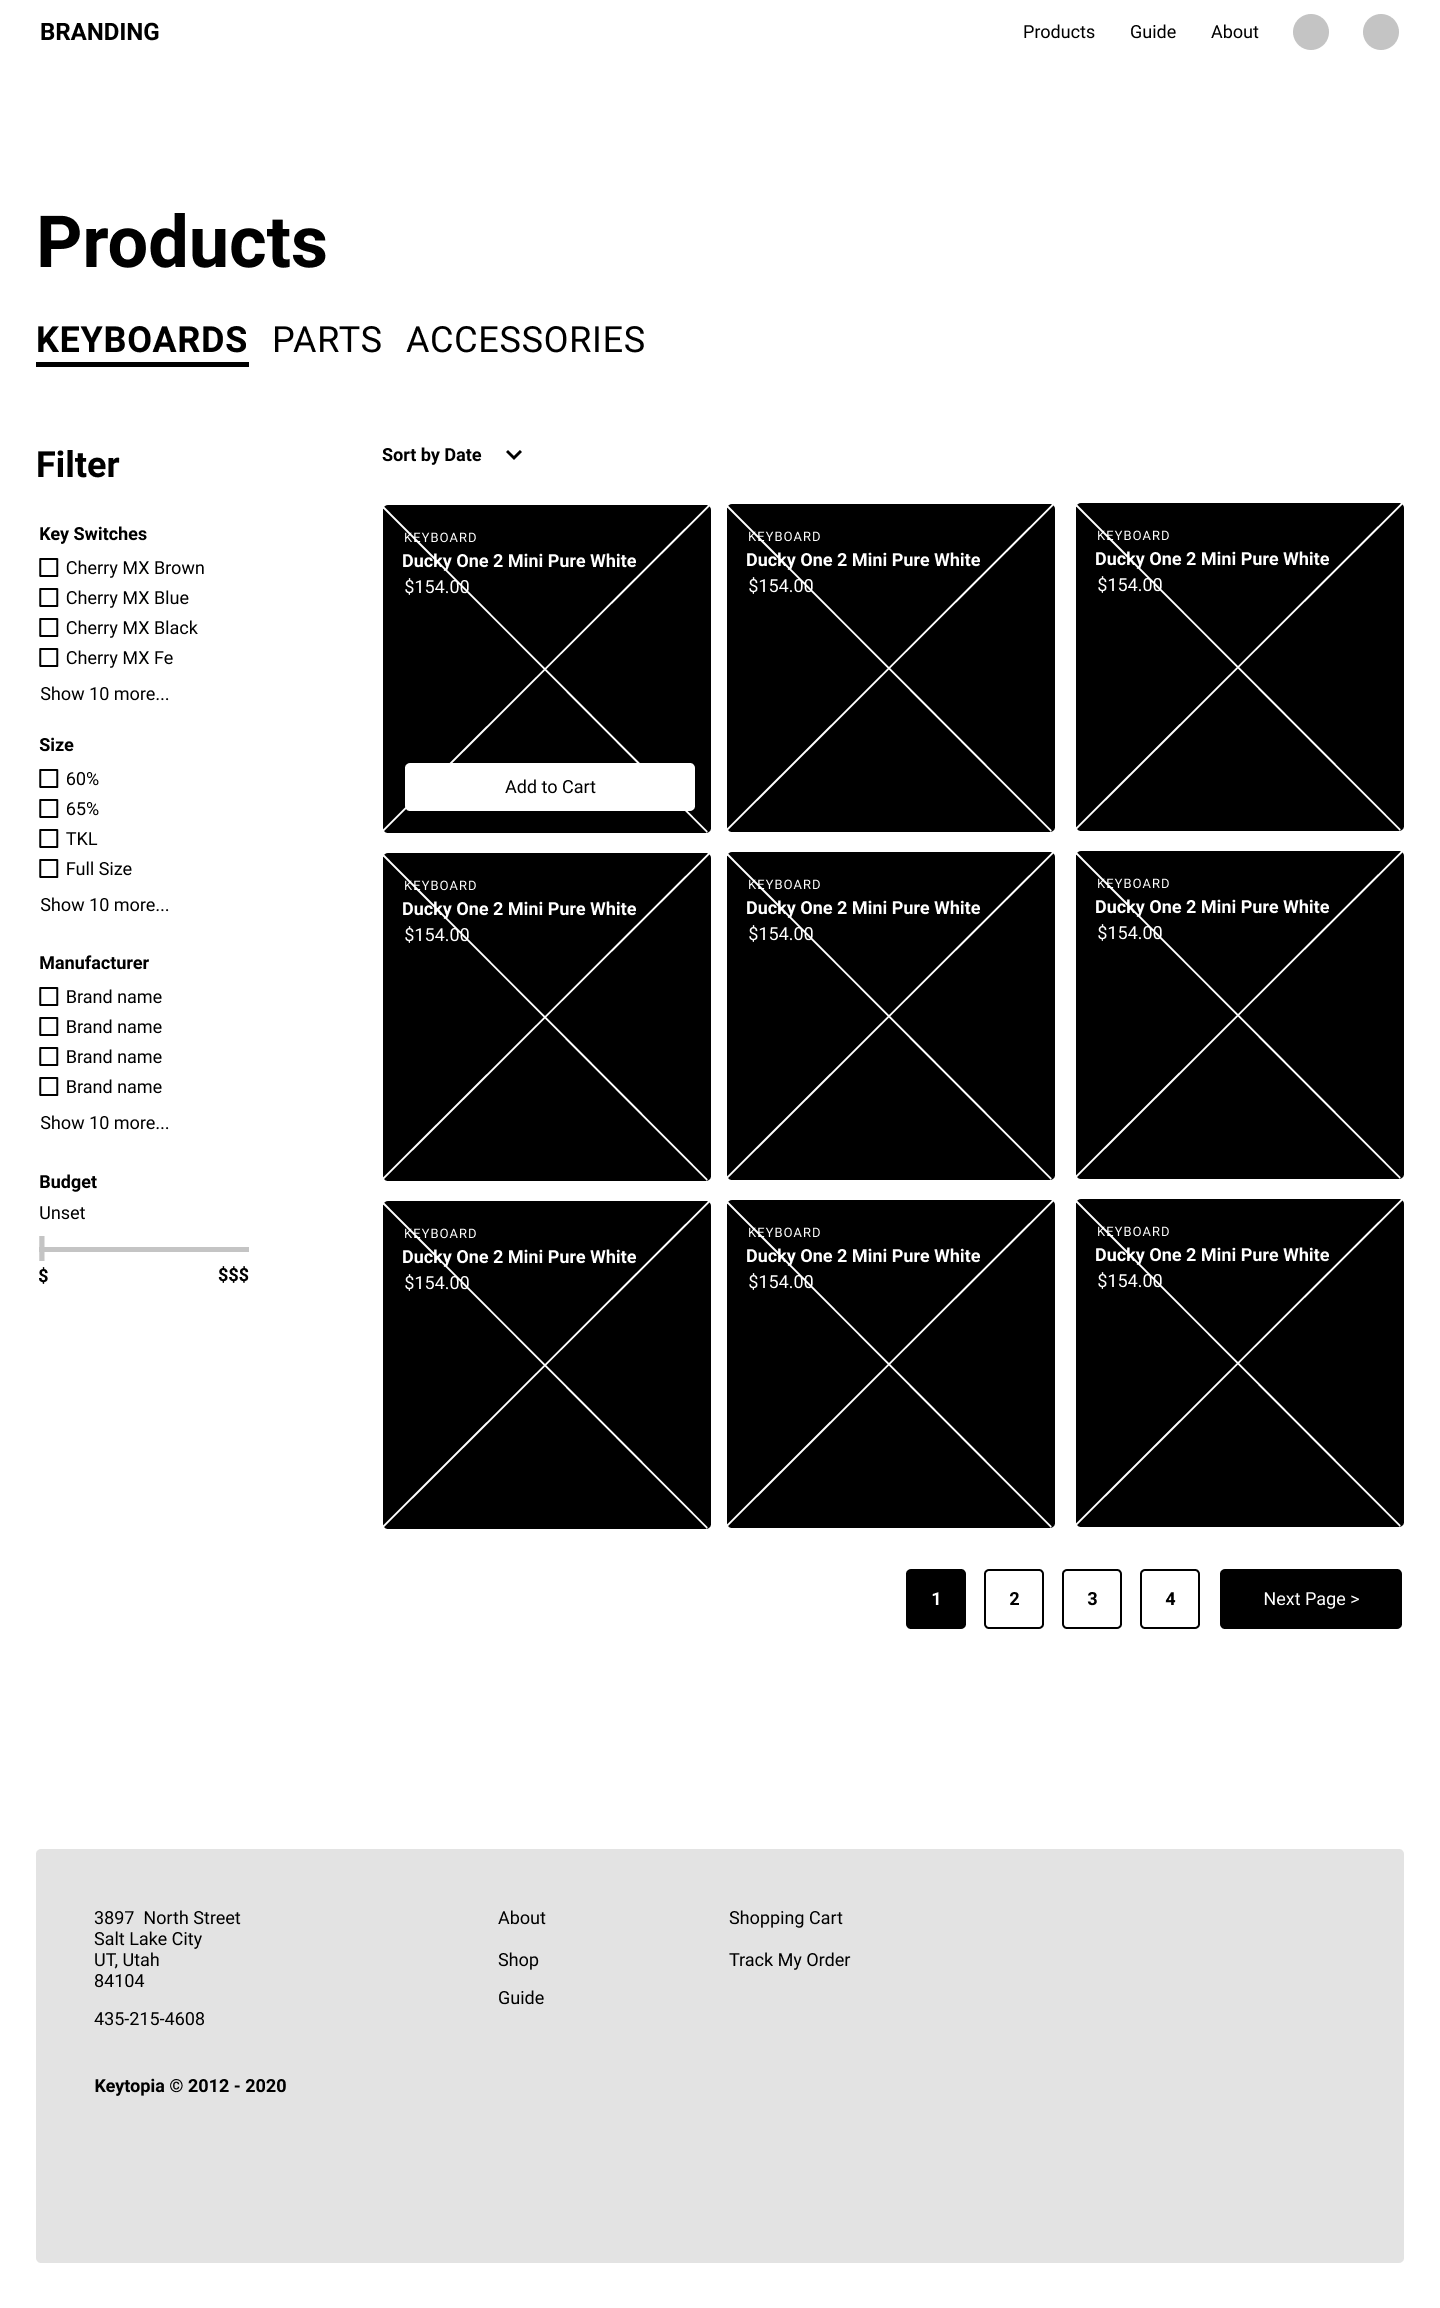 BRANDING
Products
Guide
About
Products
KEYBOARDS
PARTS
ACCESSORIES
Filter
Key Switches
Cherry MX Brown
Cherry MX Blue
Cherry MX Black
Cherry MX Fe
Show 10 more...
Size
60%
65%
TKL
Full Size
Show 10 more...
Manufacturer
Brand name
Brand name
Brand name
Brand name
Show 10 more...
Budget
Unset
$
$$$
Sort by Date
KEYBOARD
Ducky One 2 Mini Pure White
$154.00
Add to Cart
KEYBOARD
Ducky One 2 Mini Pure White
$154.00
KEYBOARD
Ducky One 2 Mini Pure White
$154.00
KEYBOARD
Ducky One 2 Mini Pure White
$154.00
KEYBOARD
Ducky One 2 Mini Pure White
$154.00
KEYBOARD
Ducky One 2 Mini Pure White
$154.00
KEYBOARD
Ducky One 2 Mini Pure White
$154.00
KEYBOARD
Ducky One 2 Mini Pure White
$154.00
KEYBOARD
Ducky One 2 Mini Pure White
$154.00
1
2
3
4
Next Page >
3897  North Street
Salt Lake City
UT, Utah
84104
435-215-4608
Keytopia © 2012 - 2020
About
Shop
Guide
Shopping Cart
Track My Order